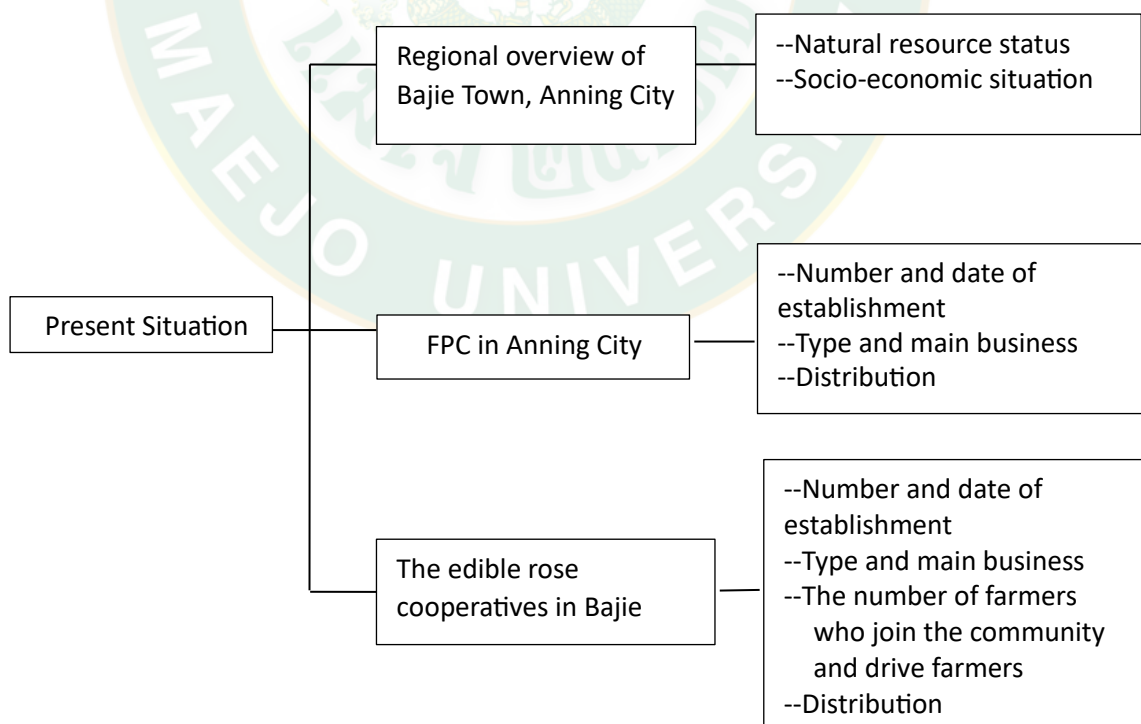 Regional overview of
Bajie Town, Anning City
--Natural resource status
--Socio-economic situation
MAEJO UNIVERSI
Present Situation
FPC in Anning City
--Number and date of
establishment
--Type and main business
--Distribution
The edible rose
cooperatives in Bajie
--Number and date of
establishment
--Type and main business
--The number of farmers
who join the community
and drive farmers
--Distribution